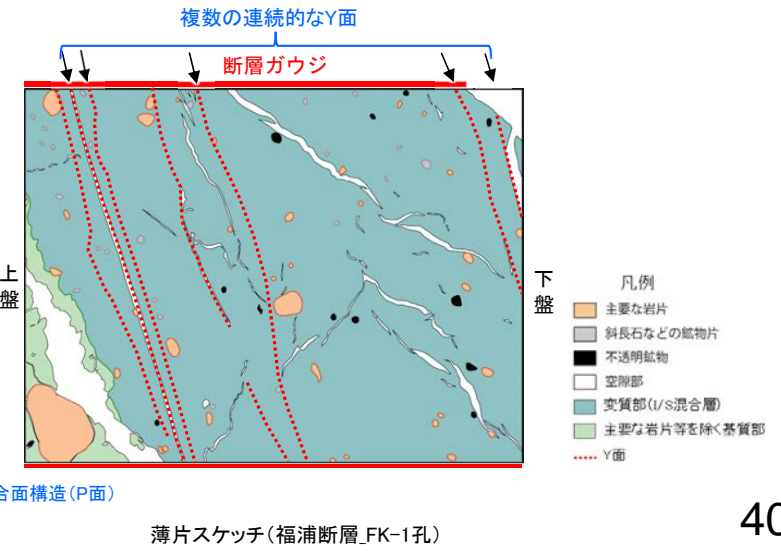 複数の連続的なY面
断層ガウジ
上盤
下盤
凡例
主要な岩片
斜長石などの鉱物片
不透明鉱物
空隙部
変質部(I/S混合層)
主要な岩片等を除く基質部
Y面
合面構造(P面)
薄片スケッチ(福浦断層_FK-1孔)
40